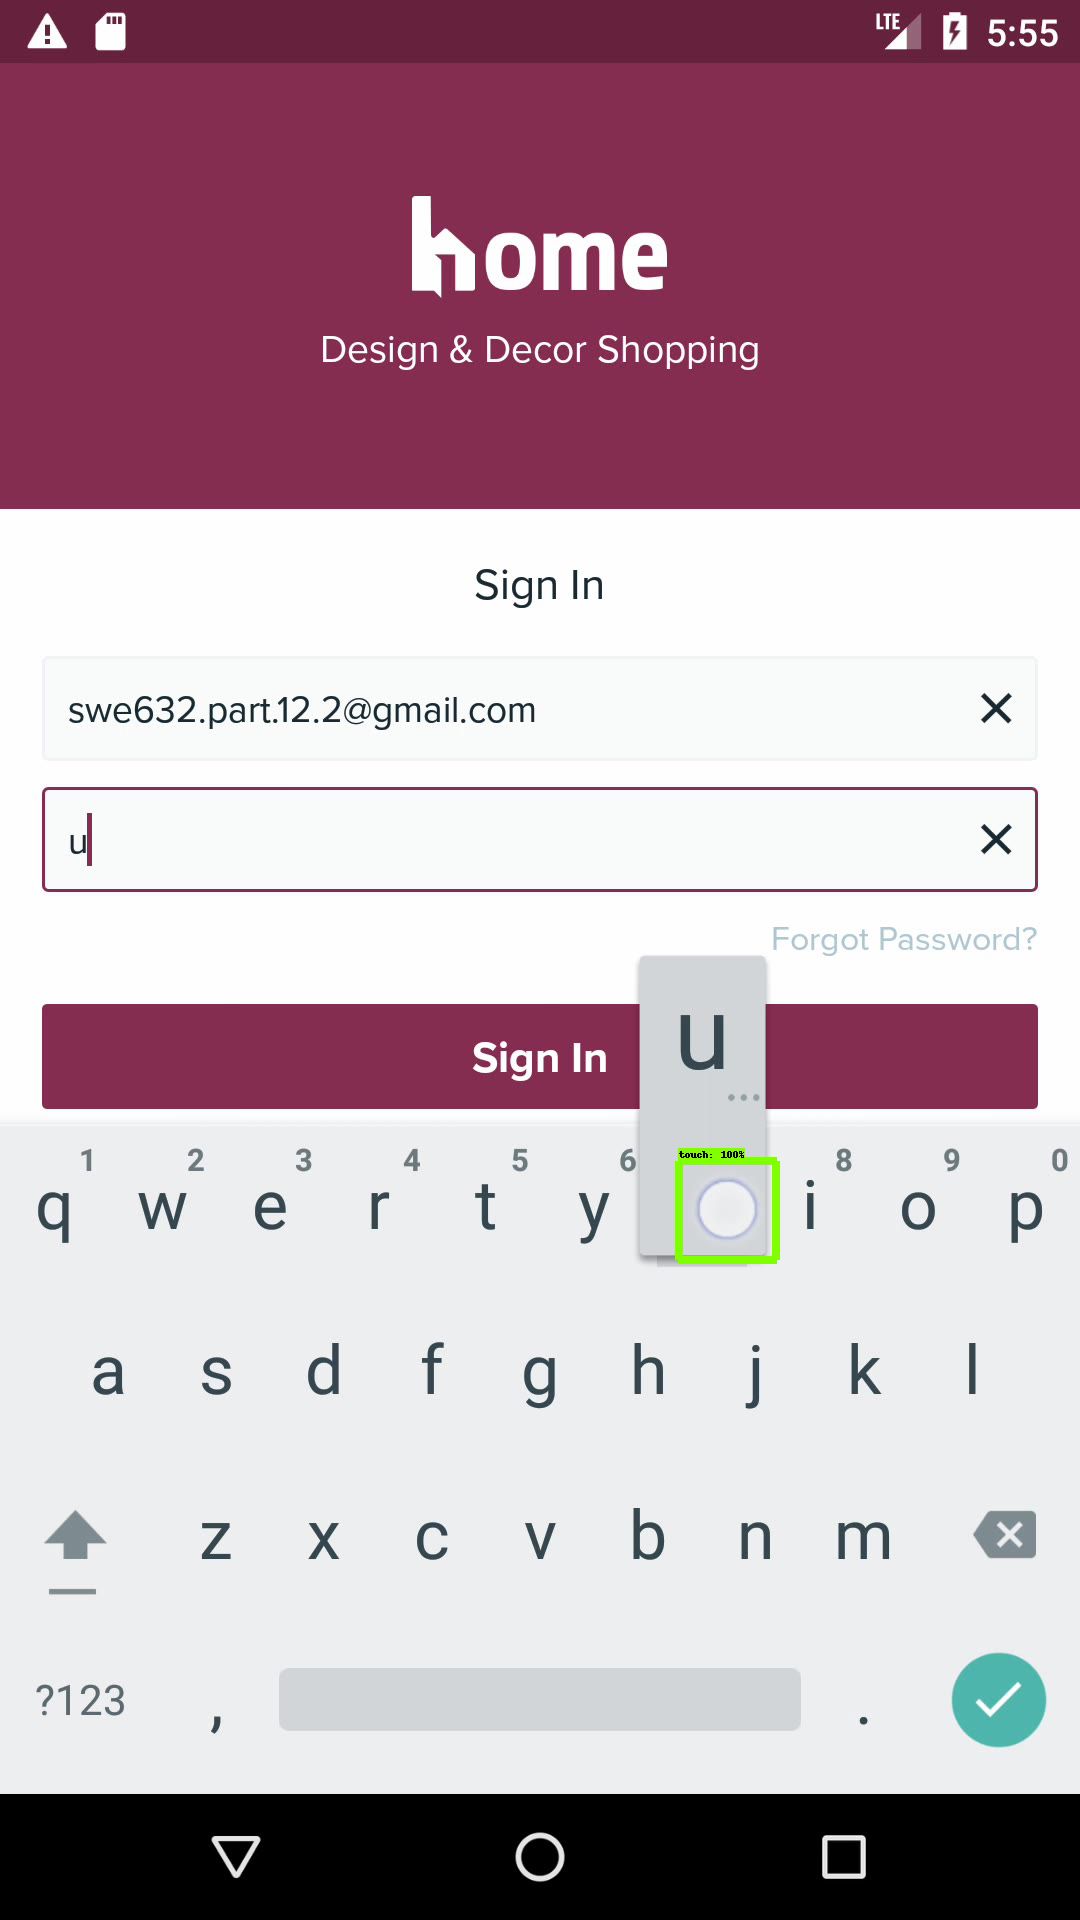 LTE 5:55
home
Design & Decor Shopping
Sign In
swe632.part.12.2@gmail.com
u
Forgot Password?
Sign In
u
...
touch: 100%
1 2 3 4 5 6 8 9 0
q w e r t y i o p
a s d f g h j k l
z x c v b n m
?123 , .